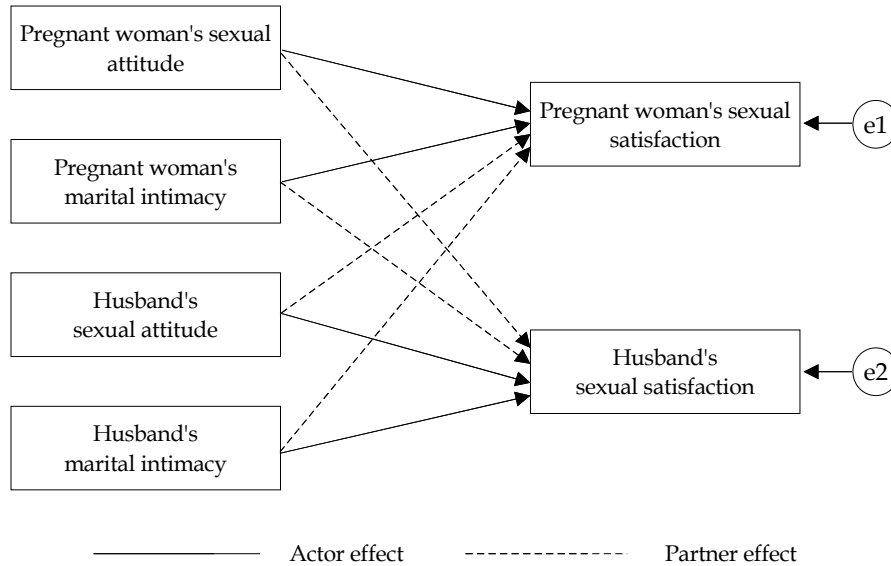 Pregnant woman's sexual
attitude
Pregnant woman's
marital intimacy
Husband's
sexual attitude
Husband's
marital intimacy
Pregnant woman's sexual
satisfaction
e1
Husband's
sexual satisfaction
e2
Actor effect
Partner effect